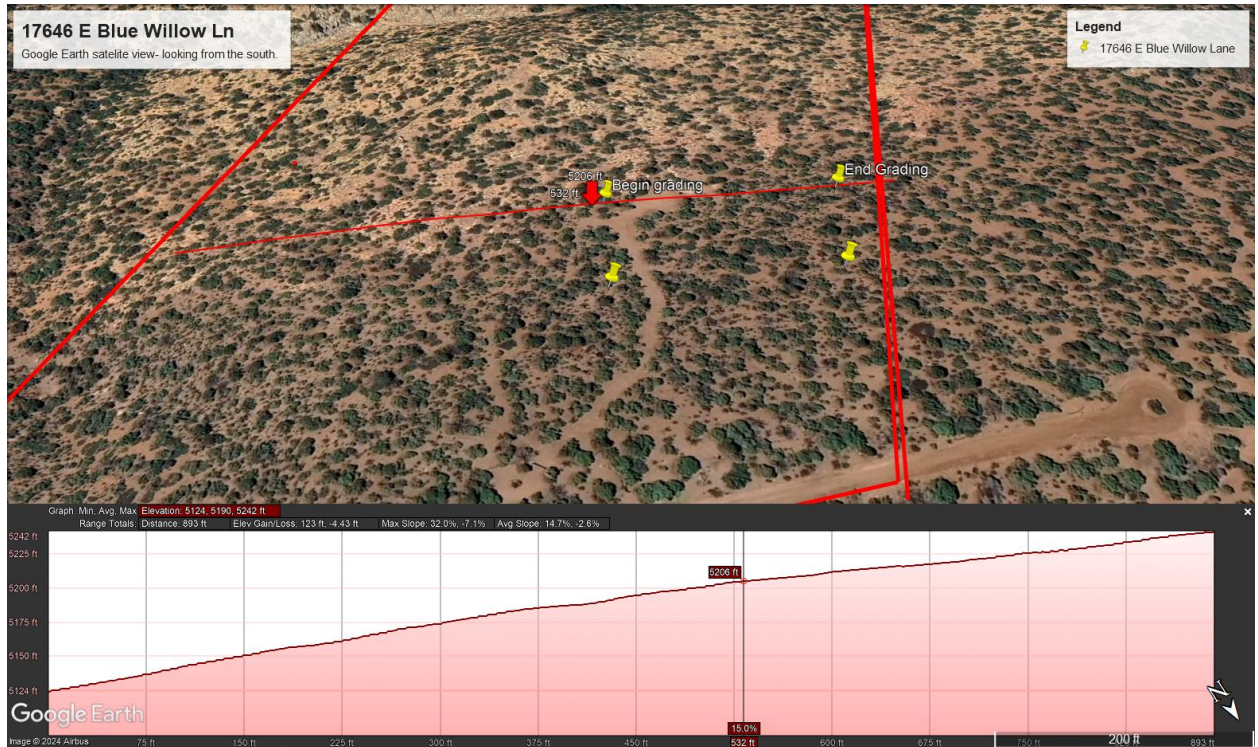 17646 E Blue Willow Ln
Google Earth satelite view- looking from the south.
Legend
17646 E Blue Willow Lane
5206 ft
532 ft
Begin grading
End Grading
Graph: Min, Avg, Max Elevation: 5124, 5190, 5242 ft
Range Totals: Distance: 893 ft Elev Gain/Loss: 123 ft, -4.43 ft Max Slope: 32.0%, -7.1% Avg Slope: 14.7%, -2.6%
5242 ft
5225 ft
5200 ft
5175 ft
5150 ft
5124 ft
5206 ft
15.0%
Google Earth
N
Image © 2024 Airbus
75 ft 150 ft 225 ft 300 ft 375 ft 450 ft 532 ft 600 ft 675 ft 750 ft 200 ft 893 ft